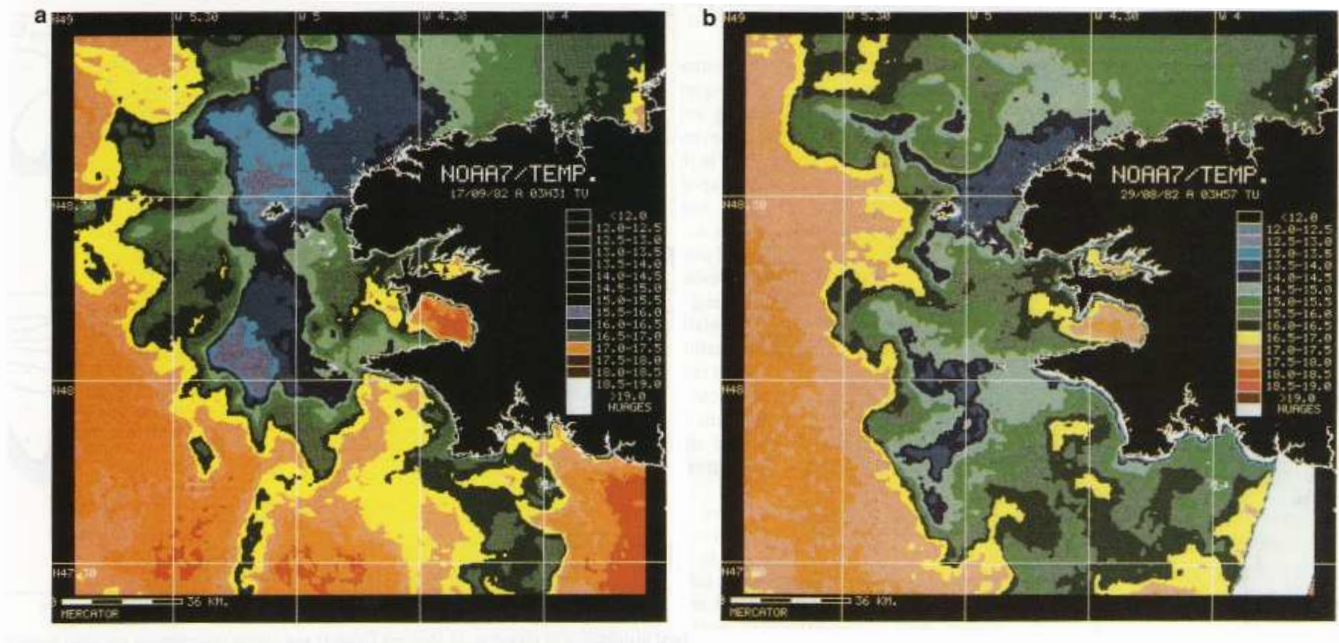 a
N49
W 5.30
W 5
W 4.30
W 4
NOAA7/TEMP.
17/09/82 A 03H31 TU
N48.30
<12.0
12.0-12.5
12.5-13.0
13.0-13.5
13.5-14.0
14.0-14.5
14.5-15.0
15.0-15.5
15.5-16.0
16.0-16.5
16.5-17.0
17.0-17.5
17.5-18.0
18.0-18.5
18.5-19.0
>19.0
NUAGES
N48
N47.30
0 36 KM.
MERCATOR
b
N49
W 5.30
W 5
W 4.30
W 4
NOAA7/TEMP.
29/08/82 A 03H57 TU
N48.30
<12.0
12.0-12.5
12.5-13.0
13.0-13.5
13.5-14.0
14.0-14.5
14.5-15.0
15.0-15.5
15.5-16.0
16.0-16.5
16.5-17.0
17.0-17.5
17.5-18.0
18.0-18.5
18.5-19.0
>19.0
NUAGES
N48
N47.30
0 36 KM.
MERCATOR